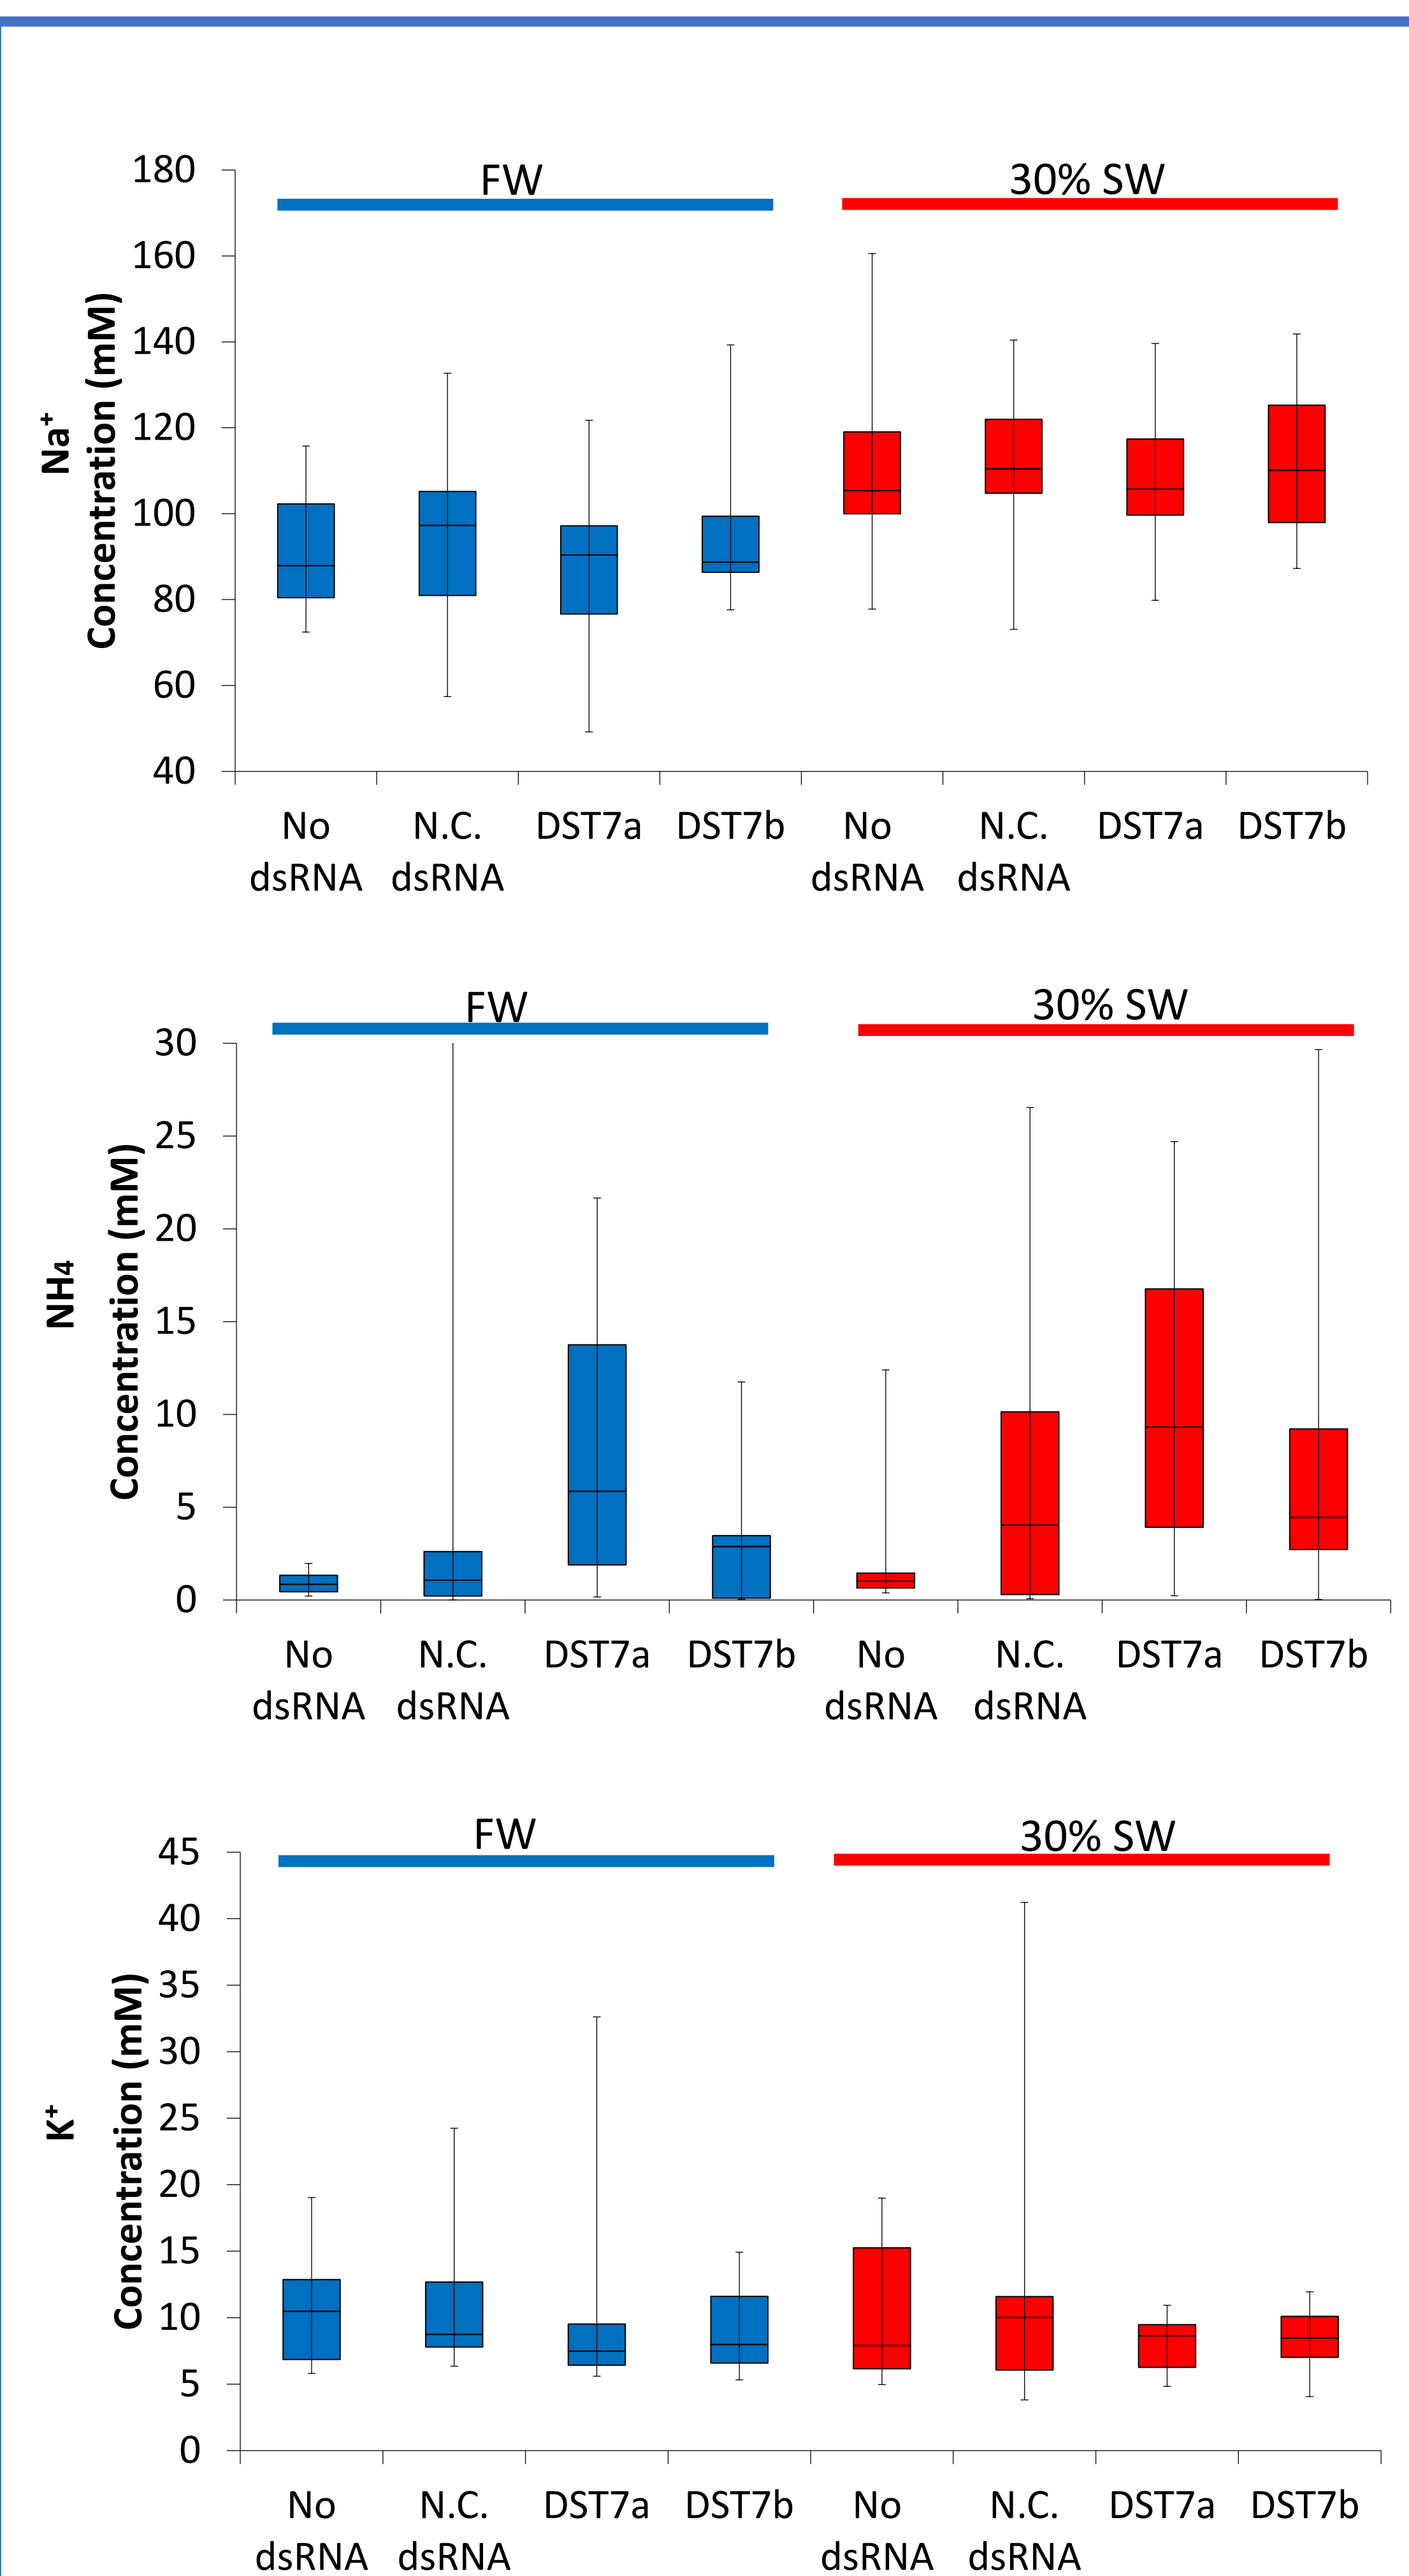 FW 30% SW
Na+
Concentration (mM)
180
160
140
120
100
80
60
40
No dsRNA
N.C. dsRNA
DST7a
DST7b
No dsRNA
N.C. dsRNA
DST7a
DST7b
FW 30% SW
NH4
Concentration (mM)
30
25
20
15
10
5
0
No dsRNA
N.C. dsRNA
DST7a
DST7b
No dsRNA
N.C. dsRNA
DST7a
DST7b
FW 30% SW
K+
Concentration (mM)
45
40
35
30
25
20
15
10
5
0
No dsRNA
N.C. dsRNA
DST7a
DST7b
No dsRNA
N.C. dsRNA
DST7a
DST7b